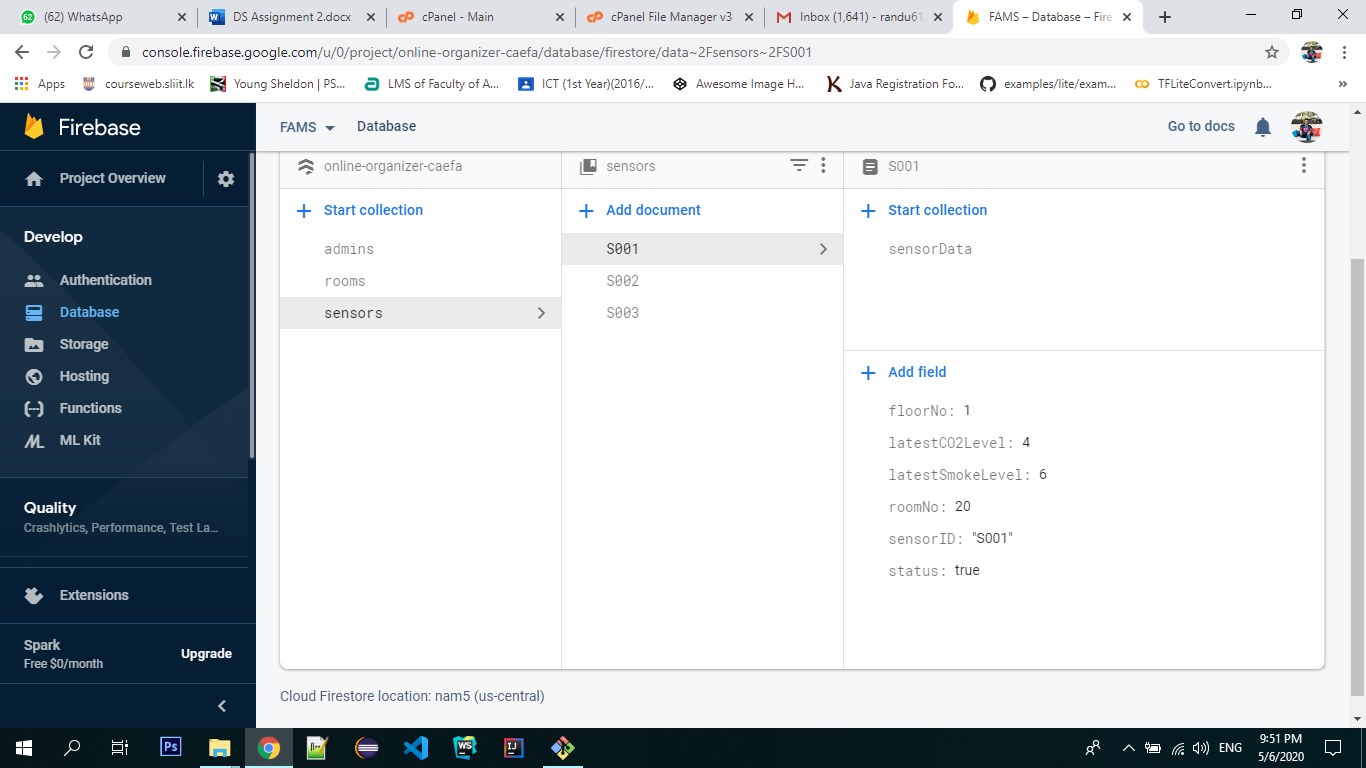 (62) WhatsApp
DS Assignment 2.docx
cPanel - Main
cPanel File Manager v3
Inbox (1,641) - randu61
FAMS – Database – Fire
console.firebase.google.com/u/0/project/online-organizer-caefa/database/firestore/data~2Fsensors~2FS001
Apps
courseweb.sliit.lk
Young Sheldon | PS...
LMS of Faculty of A...
ICT (1st Year)(2016/...
Awesome Image H...
Java Registration Fo...
examples/lite/exam...
TFLiteConvert.ipynb...
»
Firebase
FAMS
Database
Go to docs
Project Overview
Develop
Authentication
Database
Storage
Hosting
Functions
ML Kit
Quality
Crashlytics, Performance, Test La...
Extensions
Spark
Free $0/month
Upgrade
online-organizer-caefa
Start collection
admins
rooms
sensors
sensors
Add document
S001
S002
S003
S001
Start collection
sensorData
Add field
floorNo: 1
latestCO2Level: 4
latestSmokeLevel: 6
roomNo: 20
sensorID: "S001"
status: true
Cloud Firestore location: nam5 (us-central)
Ps
WS
IJ
ENG
9:51 PM
5/6/2020